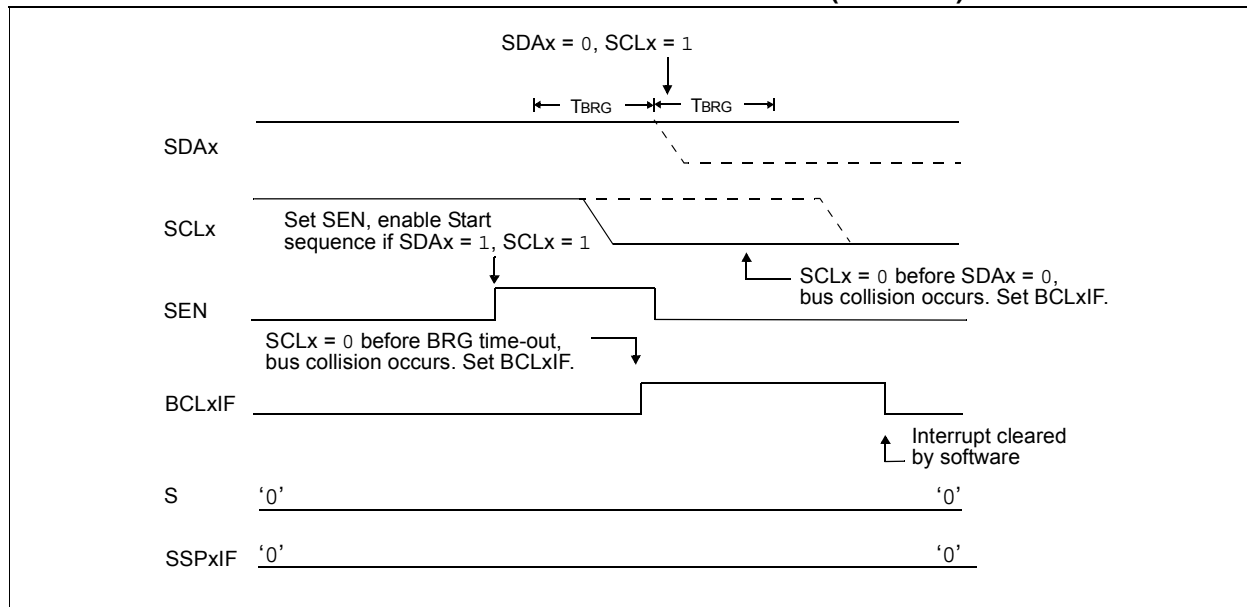 SDAx = 0, SCLx = 1
TBRG TBRG
SDAx
SCLx
Set SEN, enable Start
sequence if SDAx = 1, SCLx = 1
SCLx = 0 before SDAx = 0,
bus collision occurs. Set BCLxIF.
SEN
SCLx = 0 before BRG time-out,
bus collision occurs. Set BCLxIF.
BCLxIF
Interrupt cleared
by software
S ‘0’ ‘0’
SSPxIF ‘0’ ‘0’